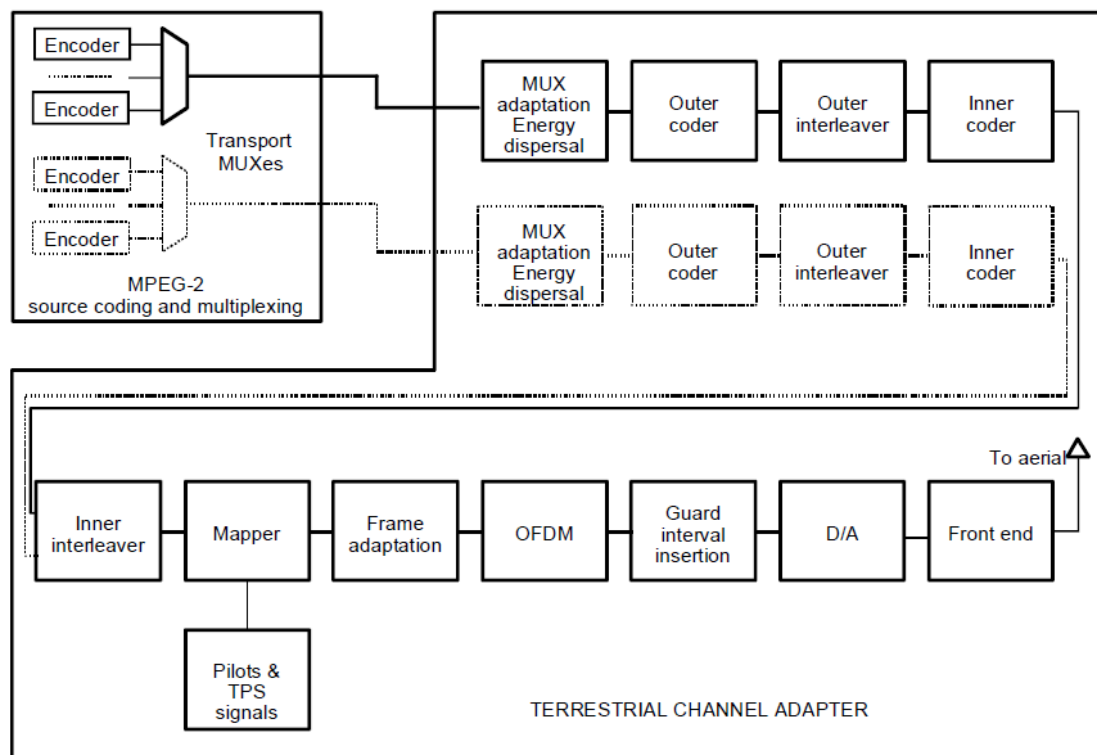 Encoder
Encoder
Transport
MUXes
Encoder
Encoder
MPEG-2
source coding and multiplexing
MUX
adaptation
Energy
dispersal
Outer
coder
Outer
interleaver
Inner
coder
MUX
adaptation
Energy
dispersal
Outer
coder
Outer
interleaver
Inner
coder
To aerial
Inner
interleaver
Mapper
Frame
adaptation
OFDM
Guard
interval
insertion
D/A
Front end
Pilots &
TPS
signals
TERRESTRIAL CHANNEL ADAPTER